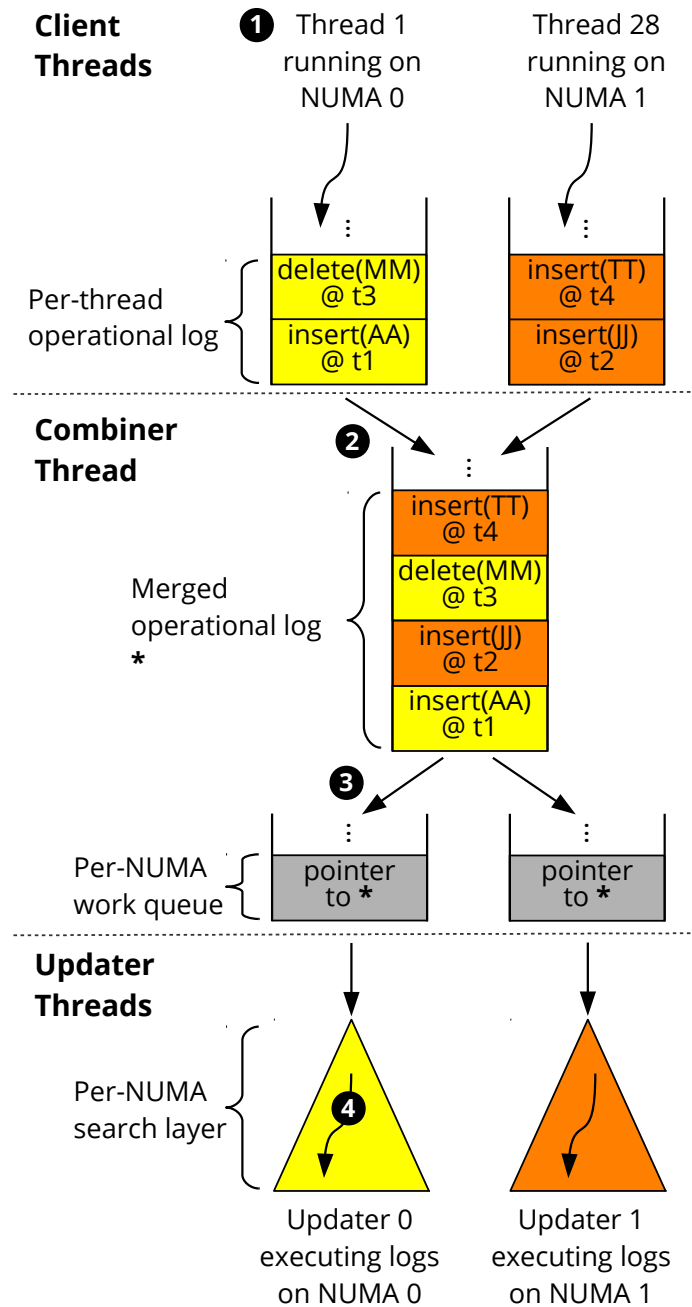 Client
Threads
1
Thread 1
running on
NUMA 0
Thread 28
running on
NUMA 1
Per-thread
operational log
⋮
delete(MM)
@ t3
insert(AA)
@ t1
⋮
insert(TT)
@ t4
insert(JJ)
@ t2
Combiner
Thread
2
Merged
operational log
*
⋮
insert(TT)
@ t4
delete(MM)
@ t3
insert(JJ)
@ t2
insert(AA)
@ t1
3
Per-NUMA
work queue
⋮
pointer
to *
⋮
pointer
to *
Updater
Threads
Per-NUMA
search layer
4
Updater 0
executing logs
on NUMA 0
Updater 1
executing logs
on NUMA 1